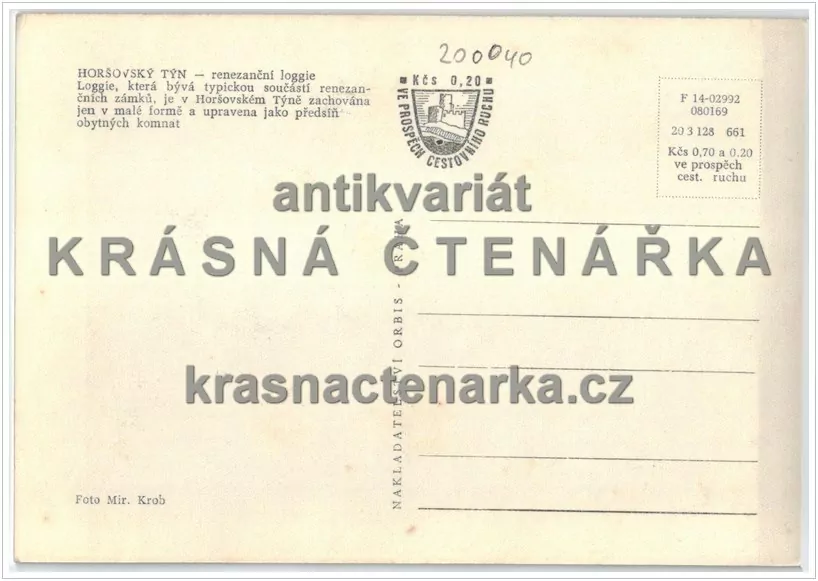 200040
HORŠOVSKÝ TÝN — renezanční loggie
Loggie, která bývá typickou součástí renezan-
čních zámků, je v Horšovském Týně zachována
jen v malé formě a upravena jako předsíň
obytných komnat
Kčs 0,20
VE PROSPĚCH CESTOVNÍHO RUCHU
F 14-02992
080169
20 3 128 661
Kčs 0,70 a 0.20
ve prospěch
cest. ruchu
antikvariát
KRÁSNÁ ČTENÁŘKA
krasnactenarka.cz
NAKLADATELSTVÍ ORBIS - PRAHA
Foto Mir. Krob